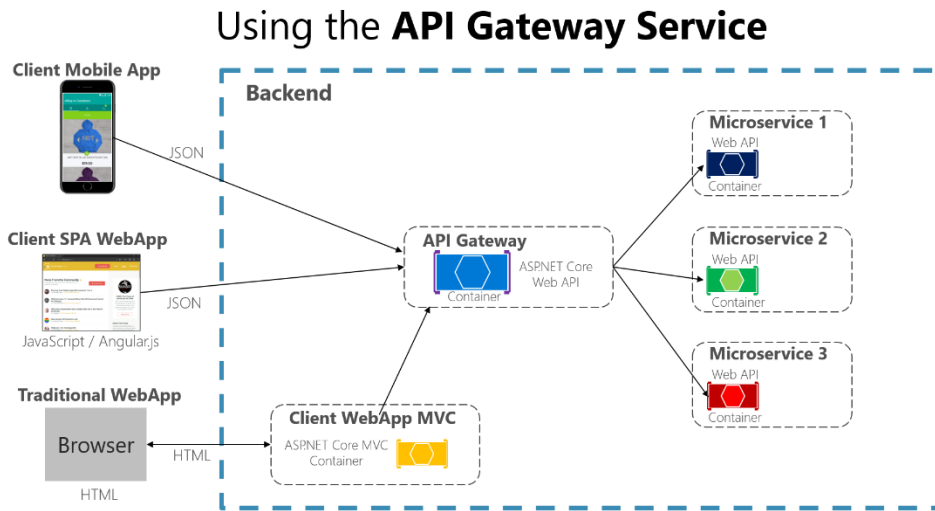 Using the API Gateway Service
Client Mobile App
Backend
JSON
Microservice 1
Web API
Container
Client SPA WebApp
JSON
JavaScript / Angular.js
API Gateway
ASP.NET Core
Web API
Container
Microservice 2
Web API
Container
Microservice 3
Web API
Container
Traditional WebApp
Browser
HTML
HTML
Client WebApp MVC
ASP.NET Core MVC
Container